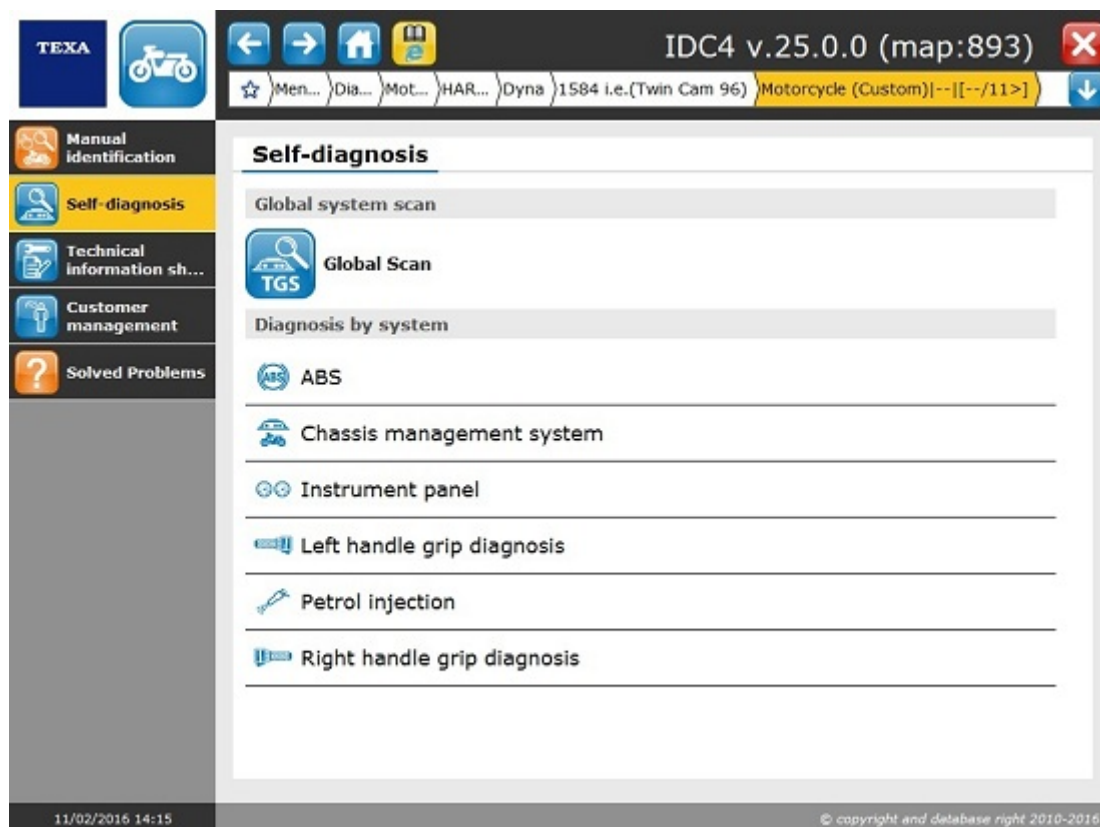 TEXA
IDC4 v.25.0.0 (map:893)
Men... Dia... Mot... HAR... Dyna 1584 i.e.(Twin Cam 96) Motorcycle (Custom)|--|[--/11>]
Manual
identification
Self-diagnosis
Technical
information sh...
Customer
management
Solved Problems
Self-diagnosis
Global system scan
TGS
Global Scan
Diagnosis by system
ABS
ABS
Chassis management system
Instrument panel
Left handle grip diagnosis
Petrol injection
Right handle grip diagnosis
11/02/2016 14:15
© copyright and database right 2010-2016